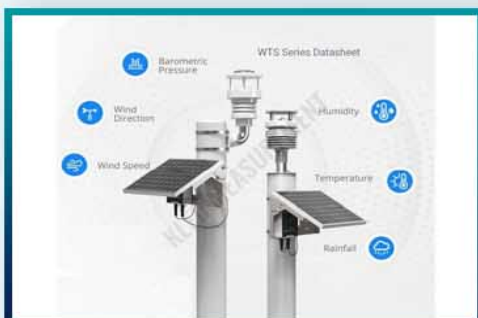 WTS Series Datasheet
Barometric
Pressure
Wind
Direction
Wind Speed
Humidity
Temperature
Rainfall